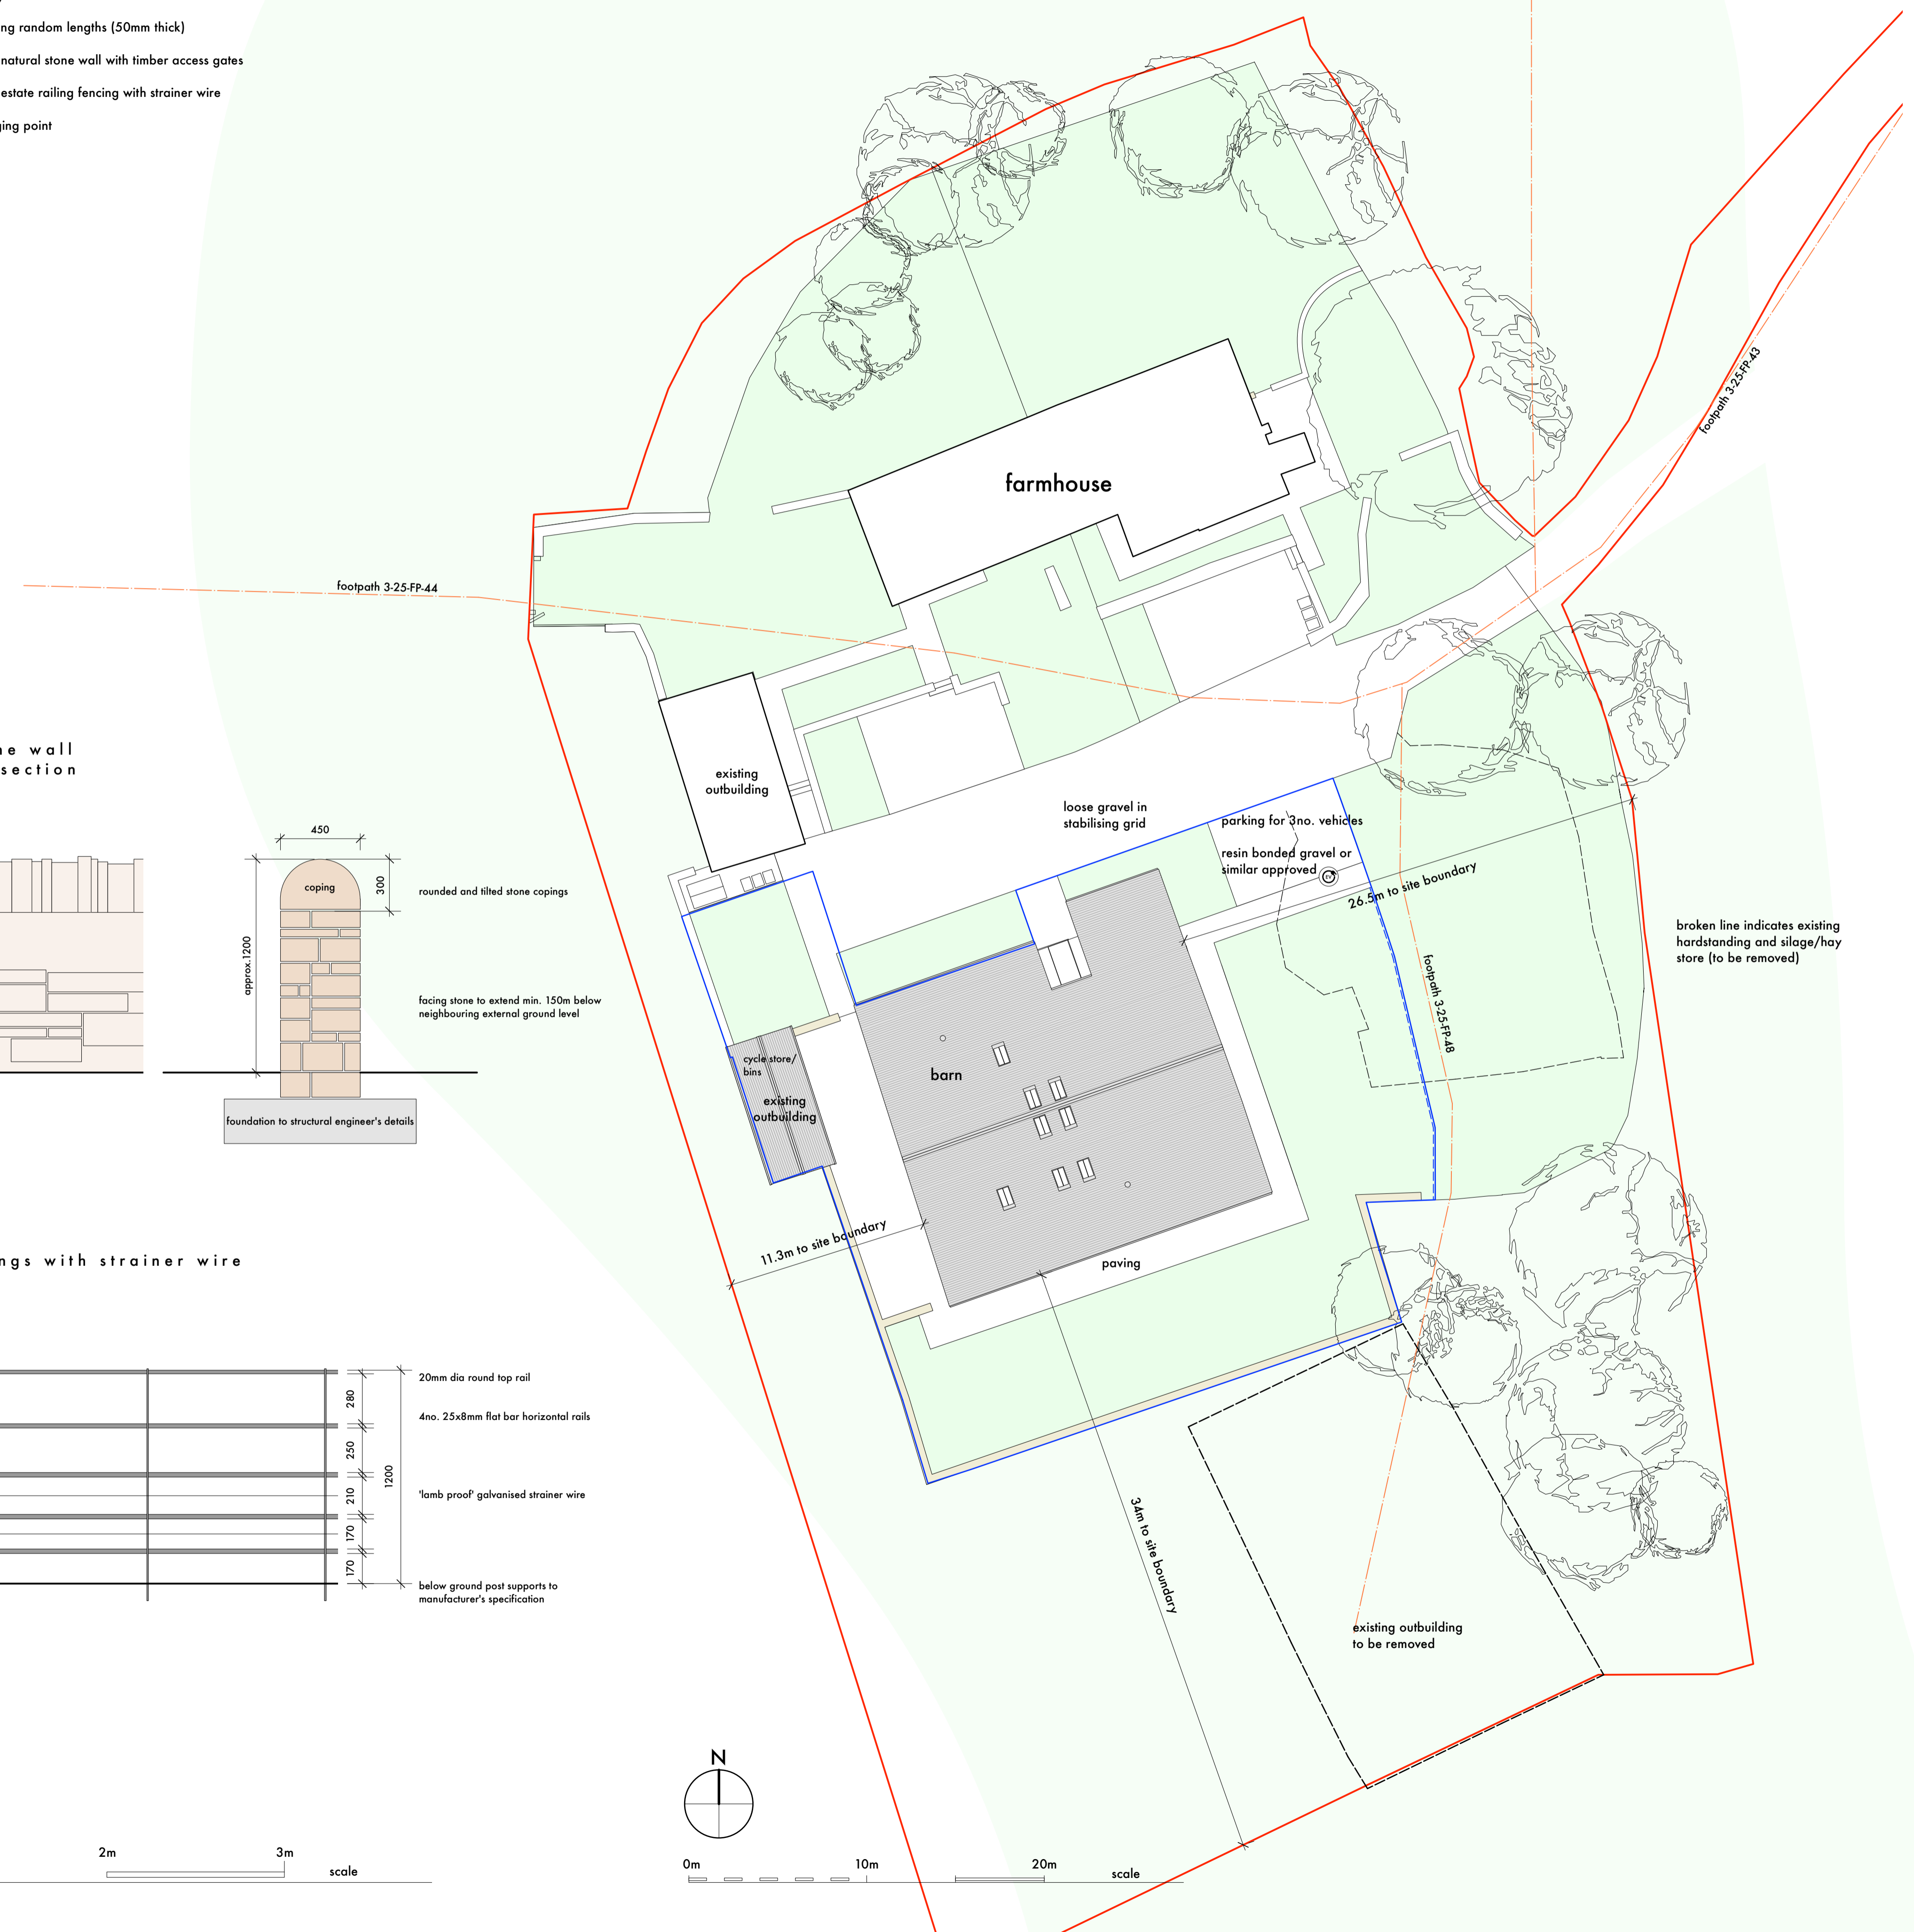 ng random lengths (50mm thick)
natural stone wall with timber access gates
estate railing fencing with strainer wire
ging point
farmhouse
footpath 3-25-FP-43
footpath 3-25-FP-44
ne wall
section
existing
outbuilding
loose gravel in
stabilising grid
parking for 3no. vehicles
resin bonded gravel or
similar approved
EV
26.5m to site boundary
450
coping
300
approx.1200
rounded and tilted stone copings
facing stone to extend min. 150m below
neighbouring external ground level
foundation to structural engineer's details
broken line indicates existing
hardstanding and silage/hay
store (to be removed)
footpath 3-25-FP-48
cycle store/
bins
existing
outbuilding
barn
11.3m to site boundary
paving
ngs with strainer wire
280
250
210
170
170
1200
20mm dia round top rail
4no. 25x8mm flat bar horizontal rails
'lamb proof' galvanised strainer wire
below ground post supports to
manufacturer's specification
34m to site boundary
existing outbuilding
to be removed
N
2m
3m
scale
0m
10m
20m
scale